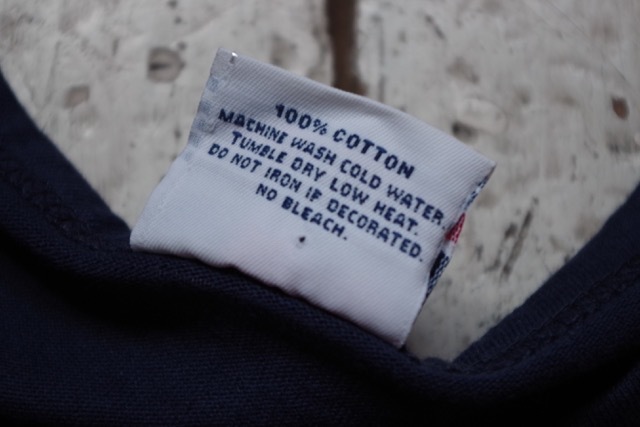 100% COTTON
MACHINE WASH COLD WATER.
TUMBLE DRY LOW HEAT.
DO NOT IRON IF DECORATED.
NO BLEACH.